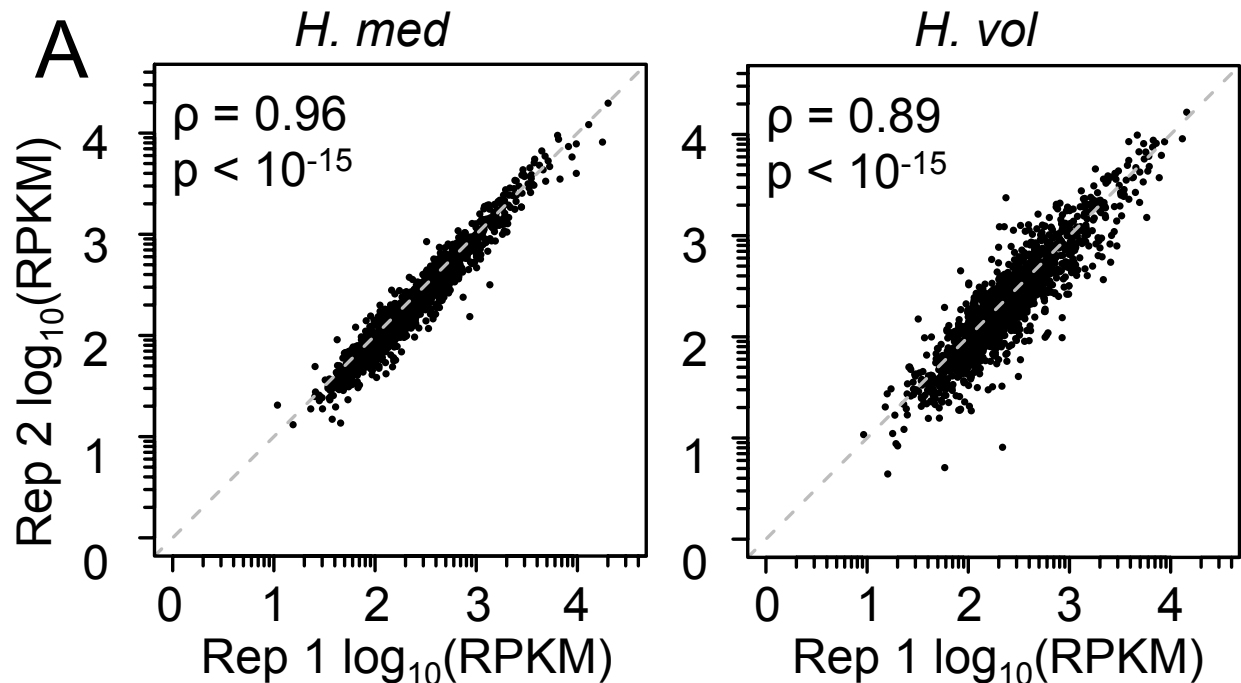 A
H. med
H. vol
ρ = 0.96
p < 10⁻¹⁵
ρ = 0.89
p < 10⁻¹⁵
Rep 2 log₁₀(RPKM)
4
3
2
1
0
0 1 2 3 4
Rep 1 log₁₀(RPKM)
4
3
2
1
0
0 1 2 3 4
Rep 1 log₁₀(RPKM)